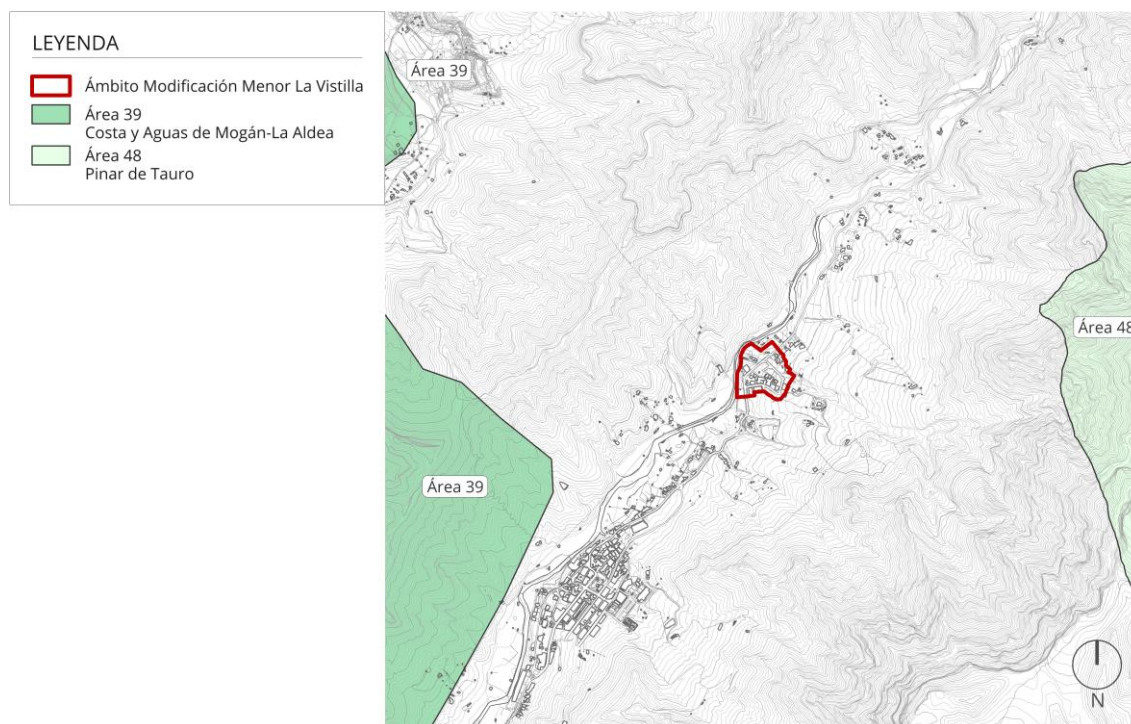 LEYENDA
Ámbito Modificación Menor La Vistilla
Área 39
Costa y Aguas de Mogán-La Aldea
Área 48
Pinar de Tauro
Área 39
Área 48
Área 39
N